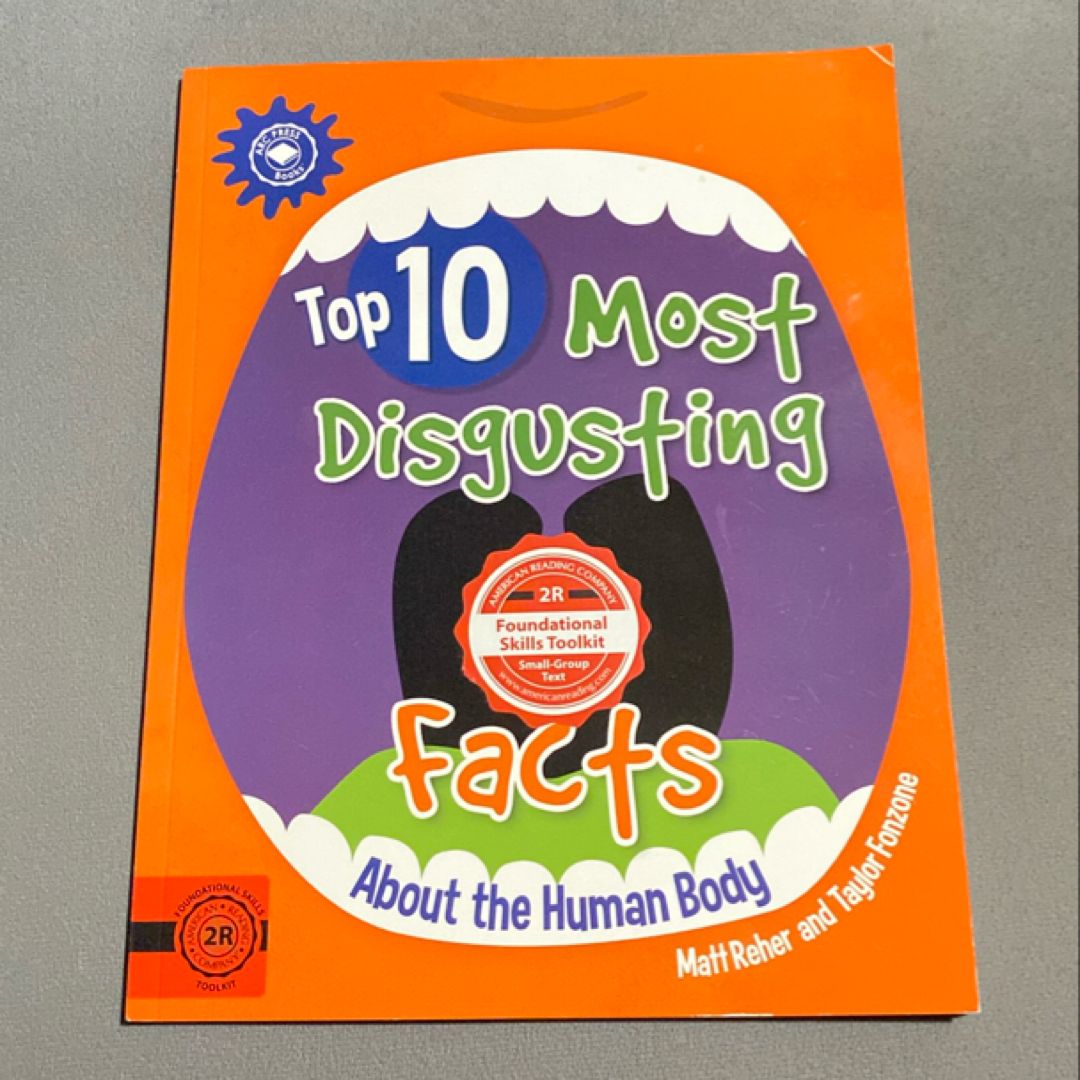 ARC PRESS
Books
Top 10 Most
Disgusting
AMERICAN READING COMPANY
2R
Foundational
Skills Toolkit
Small-Group
Text
www.americanreading.com
Facts
About the Human Body
Matt Reher and Taylor Fonzone
FOUNDATIONAL SKILLS
AMERICAN • READING
2R
• COMPANY •
TOOLKIT